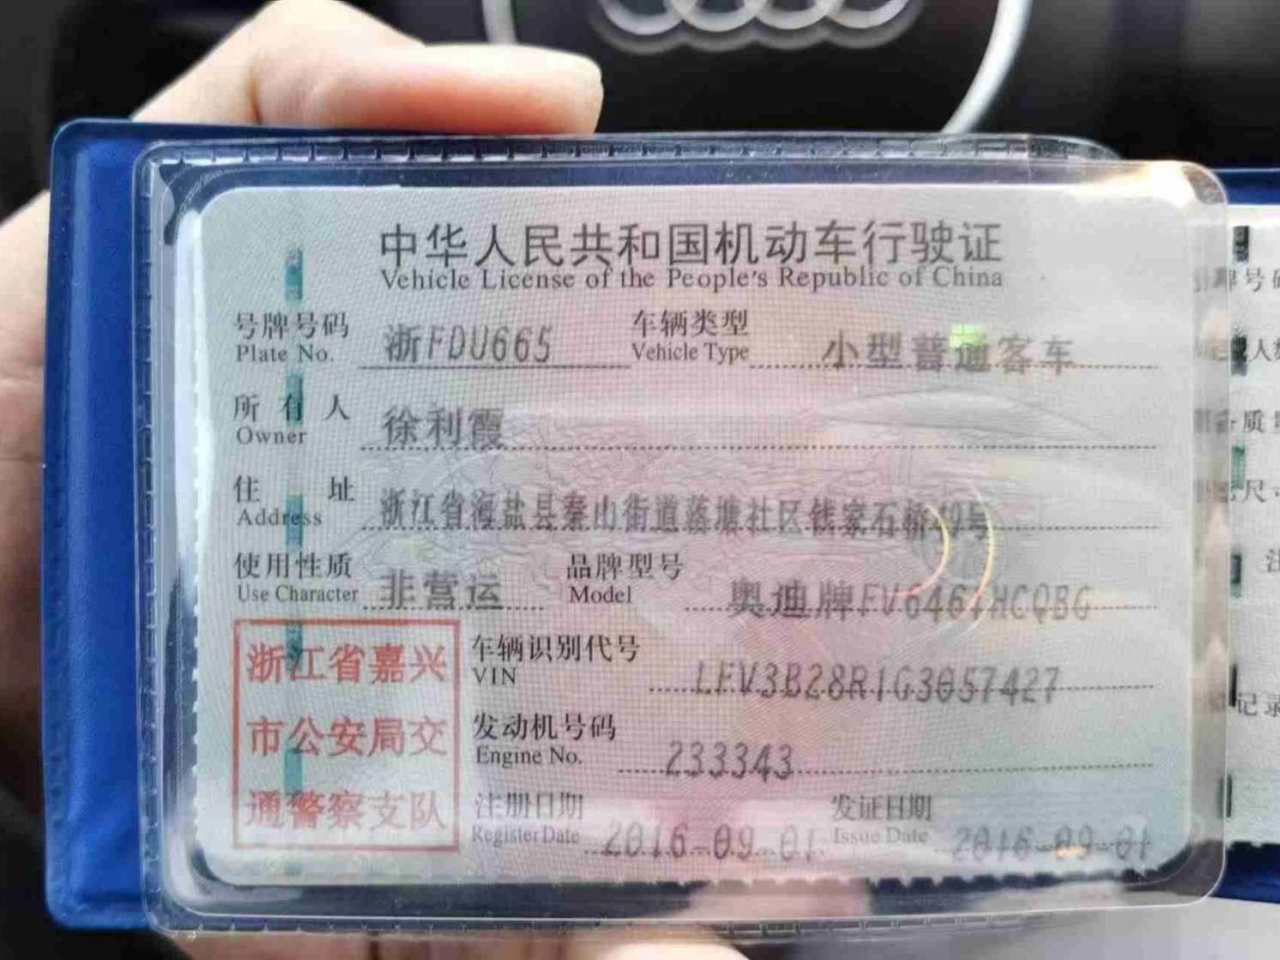 中华人民共和国机动车行驶证
Vehicle License of the People's Republic of China
号牌号码 浙FDU665 车辆类型 小型普通客车
Plate No. Vehicle Type
所有人 徐利霞
Owner
住址 浙江省海盐县秦山街道落塘社区钱家石桥49号
Address
使用性质 非营运 品牌型号 奥迪牌FV6461HCQBG
Use Character Model
浙江省嘉兴
市公安局交
通警察支队
车辆识别代号 LFV3B28R1G3057427
VIN
发动机号码 233343
Engine No.
注册日期 2016-09-01 发证日期 2016-09-01
Register Date Issue Date
号牌号码
记录